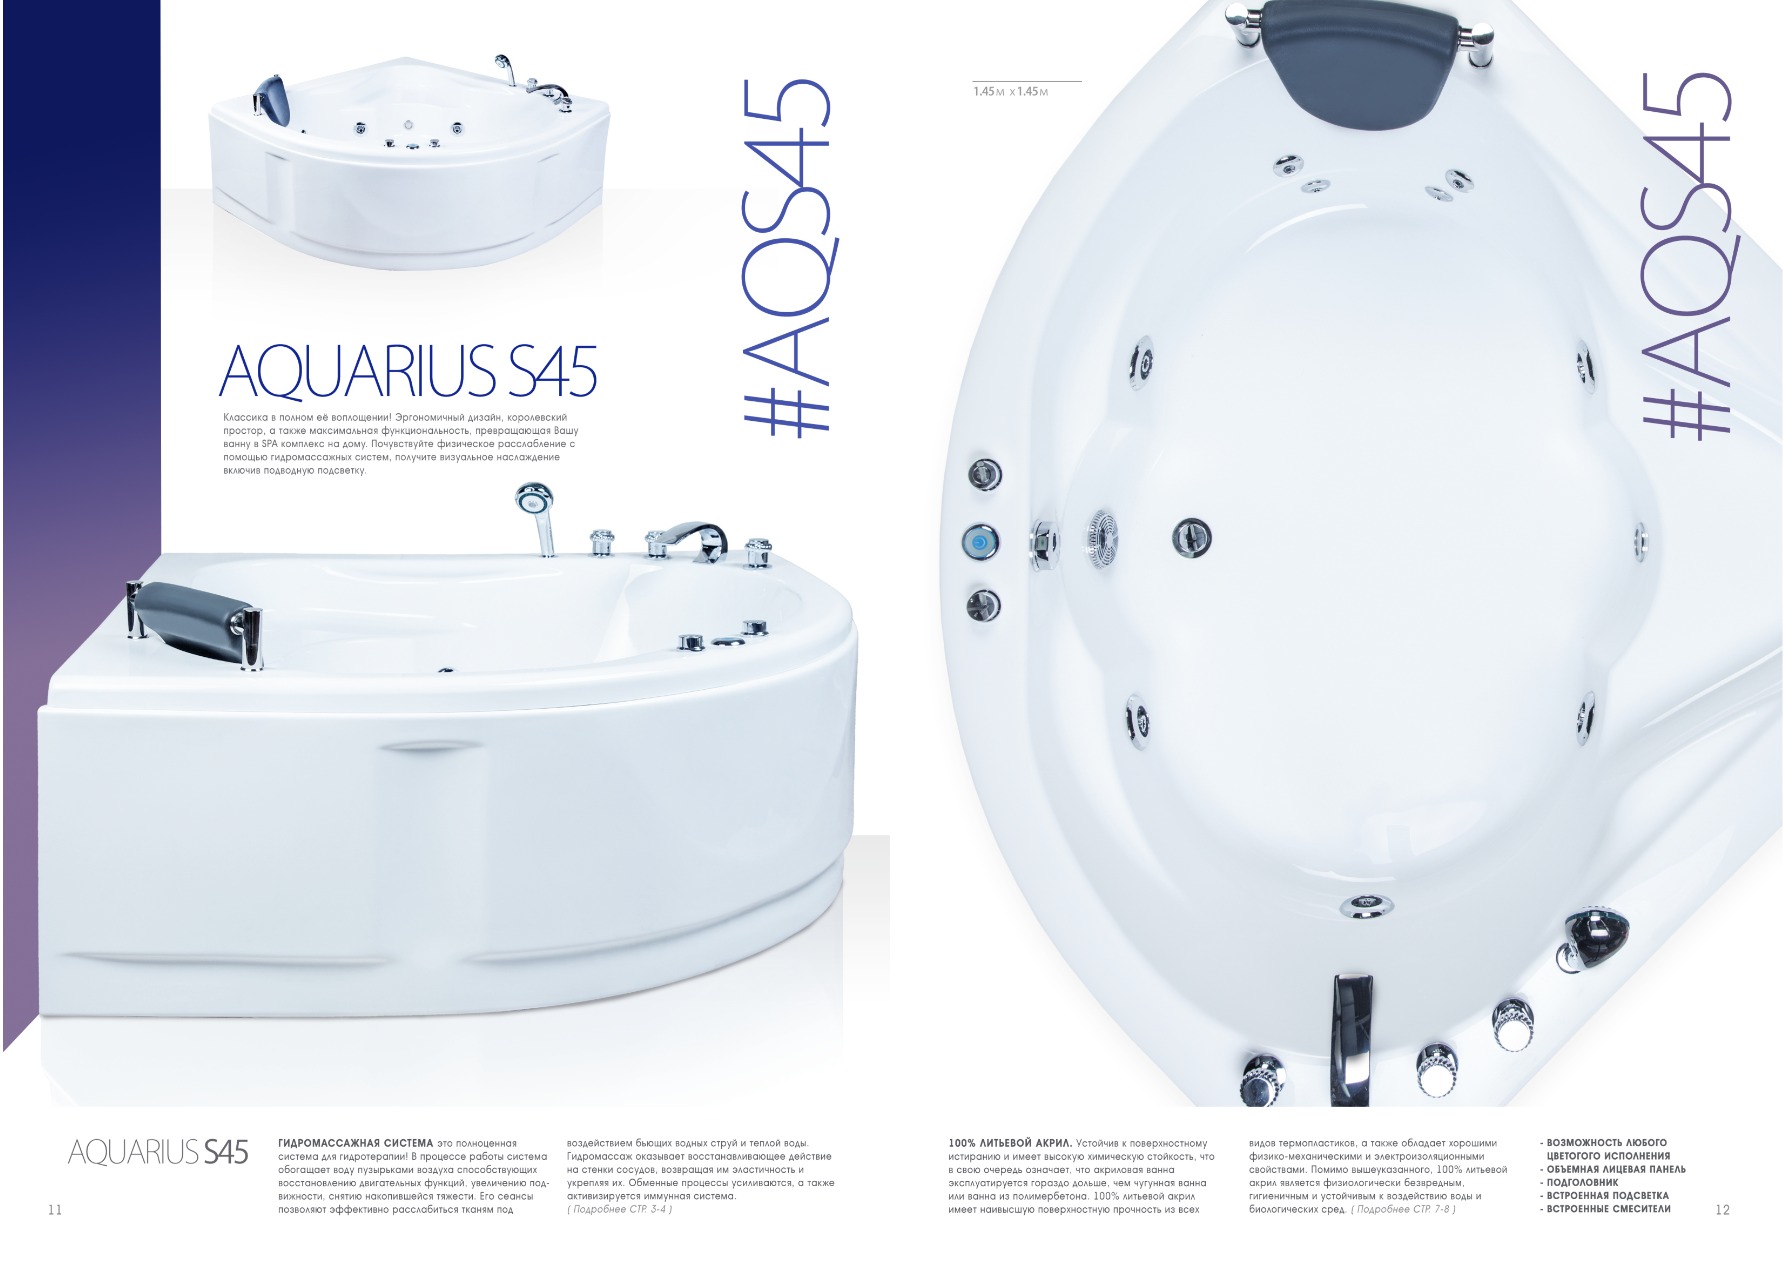 #AQS45
AQUARIUS S45
Классика в полном её воплощении! Эргономичный дизайн, королевский
простор, а также максимальная функциональность, превращающая Вашу
ванну в SPA комплекс на дому. Почувствуйте физическое расслабление с
помощью гидромассажных систем, получите визуальное наслаждение
включив подводную подсветку.
AQUARIUS S45
ГИДРОМАССАЖНАЯ СИСТЕМА это полноценная
система для гидротерапии! В процессе работы система
обогащает воду пузырьками воздуха способствующих
восстановлению двигательных функций, увеличению под-
вижности, снятию накопившейся тяжести. Его сеансы
позволяют эффективно расслабиться тканям под
воздействием бьющих водных струй и теплой воды.
Гидромассаж оказывает восстанавливающее действие
на стенки сосудов, возвращая им эластичность и
укрепляя их. Обменные процессы усиливаются, а также
активизируется иммунная система.
( Подробнее СТР. 3-4 )
11
1.45м x 1.45м
#AQS45
100% ЛИТЬЕВОЙ АКРИЛ. Устойчив к поверхностному
истиранию и имеет высокую химическую стойкость, что
в свою очередь означает, что акриловая ванна
эксплуатируется гораздо дольше, чем чугунная ванна
или ванна из полимербетона. 100% литьевой акрил
имеет наивысшую поверхностную прочность из всех
видов термопластиков, а также обладает хорошими
физико-механическими и электроизоляционными
свойствами. Помимо вышеуказанного, 100% литьевой
акрил является физиологически безвредным,
гигиеничным и устойчивым к воздействию воды и
биологических сред. ( Подробнее СТР. 7-8 )
- ВОЗМОЖНОСТЬ ЛЮБОГО
ЦВЕТОГОГО ИСПОЛНЕНИЯ
- ОБЪЕМНАЯ ЛИЦЕВАЯ ПАНЕЛЬ
- ПОДГОЛОВНИК
- ВСТРОЕННАЯ ПОДСВЕТКА
- ВСТРОЕННЫЕ СМЕСИТЕЛИ
12